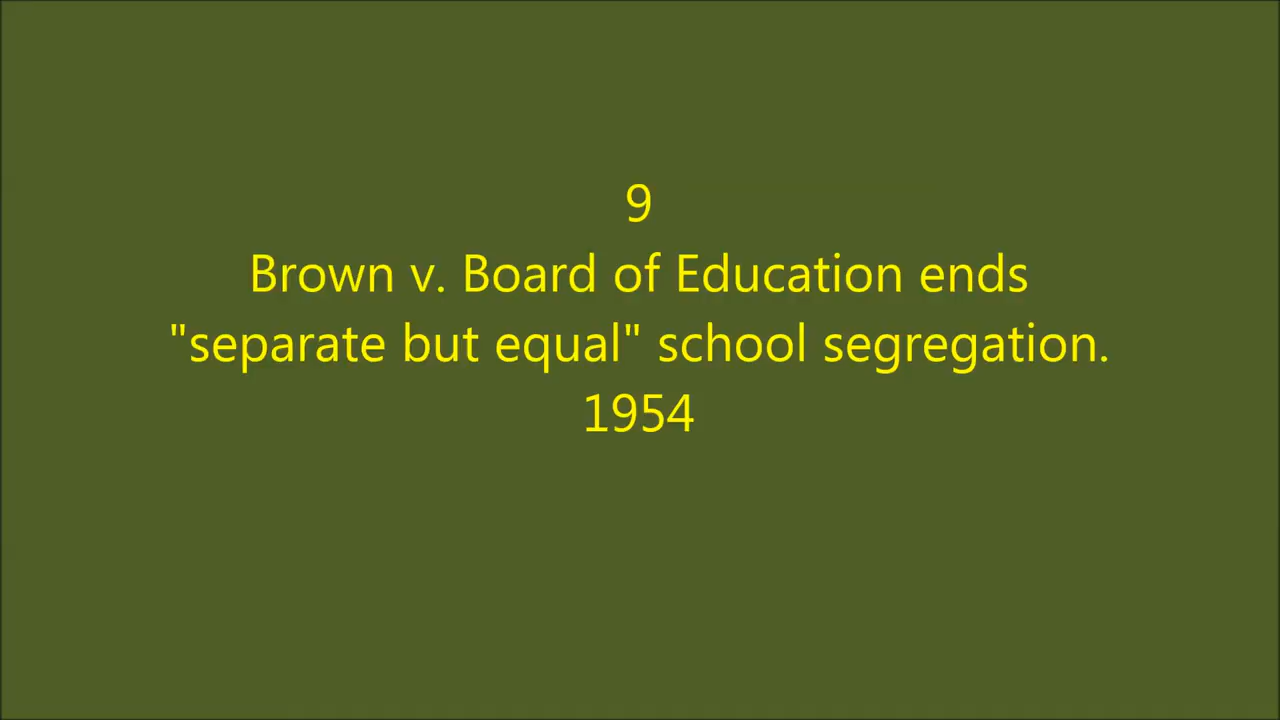 9
Brown v. Board of Education ends
"separate but equal" school segregation.
1954